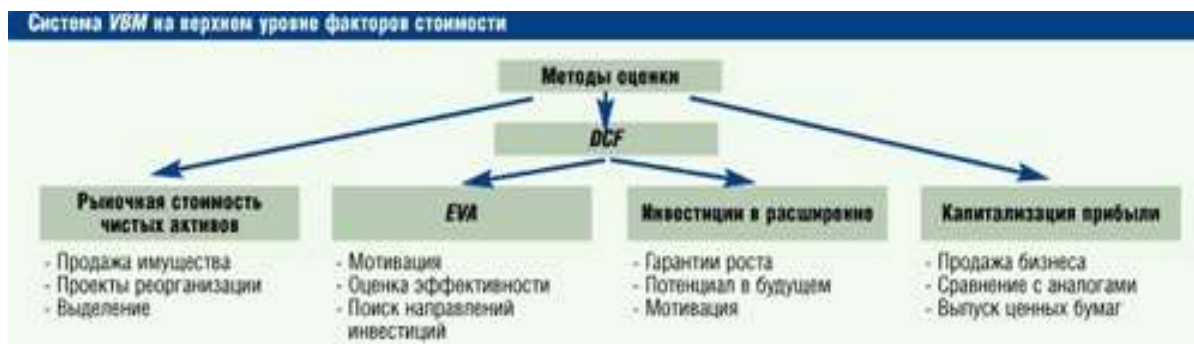 Система VBM на верхнем уровне факторов стоимости
Методы оценки
DCF
Рыночная стоимость
чистых активов
- Продажа имущества
- Проекты реорганизации
- Выделение
EVA
- Мотивация
- Оценка эффективности
- Поиск направлений
инвестиций
Инвестиции в расширение
- Гарантии роста
- Потенциал в будущем
- Мотивация
Капитализация прибыли
- Продажа бизнеса
- Сравнение с аналогами
- Выпуск ценных бумаг